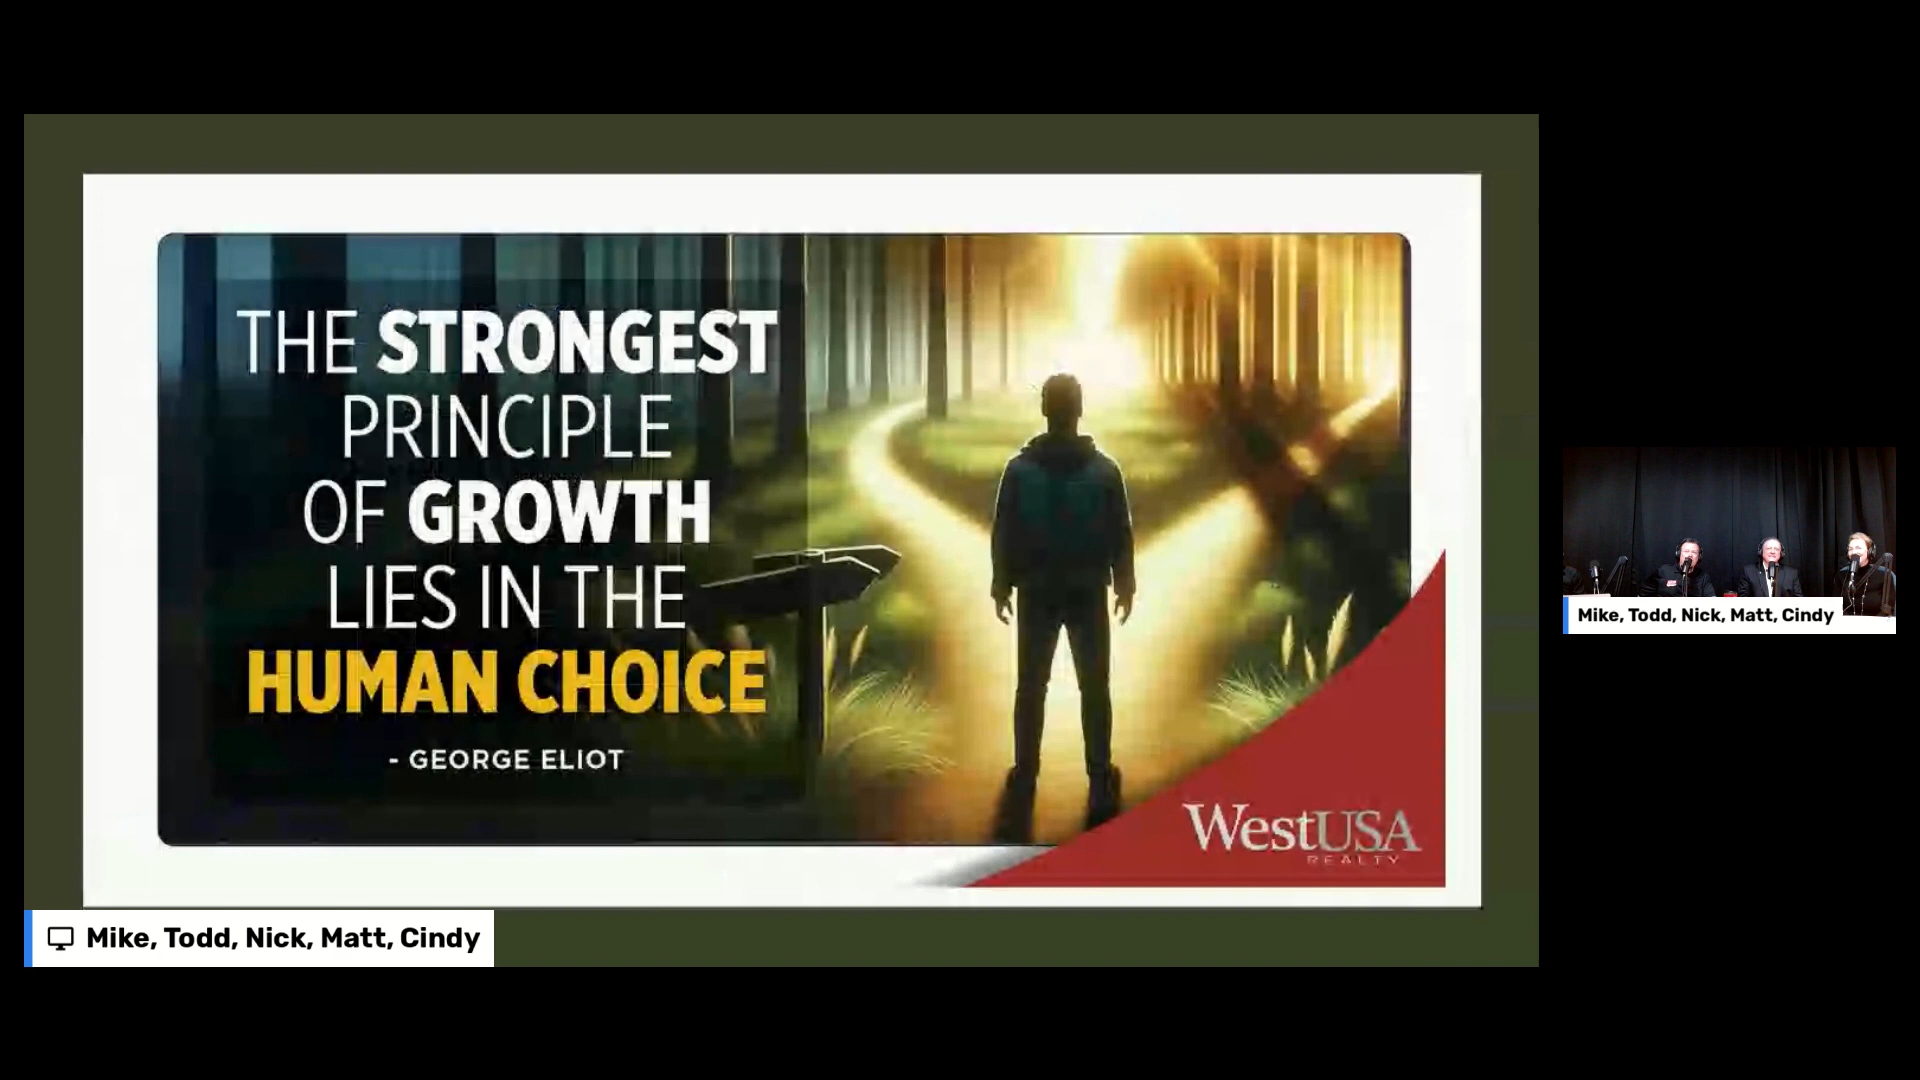 THE STRONGEST
PRINCIPLE
OF GROWTH
LIES IN THE
HUMAN CHOICE
- GEORGE ELIOT
WestUSA
REALTY
Mike, Todd, Nick, Matt, Cindy
Mike, Todd, Nick, Matt, Cindy